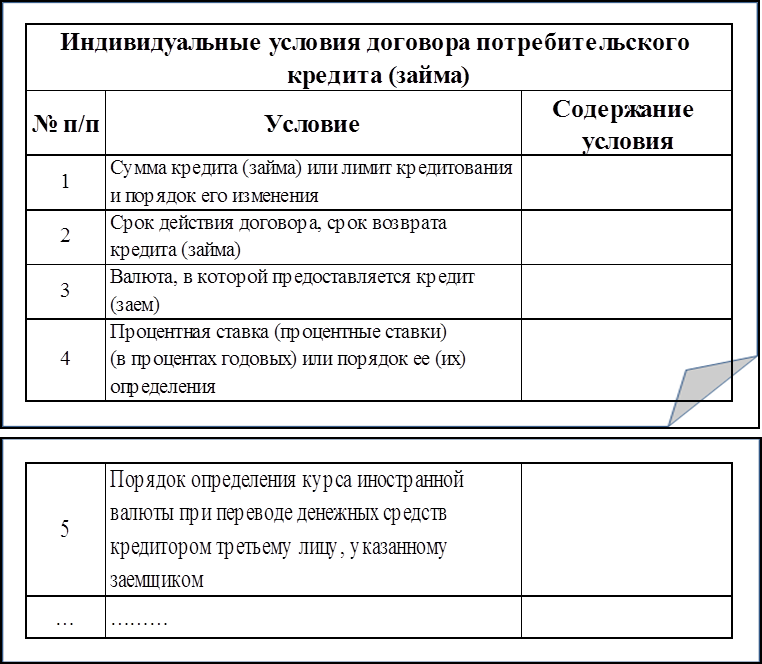 Индивидуальные условия договора потребительского
кредита (займа)
№ п/п
Условие
Содержание
условия
1
Сумма кредита (займа) или лимит кредитования
и порядок его изменения
2
Срок действия договора, срок возврата
кредита (займа)
3
Валюта, в которой предоставляется кредит
(заем)
4
Процентная ставка (процентные ставки)
(в процентах годовых) или порядок ее (их)
определения
5
Порядок определения курса иностранной
валюты при переводе денежных средств
кредитором третьему лицу, указанному
заемщиком
...
.........